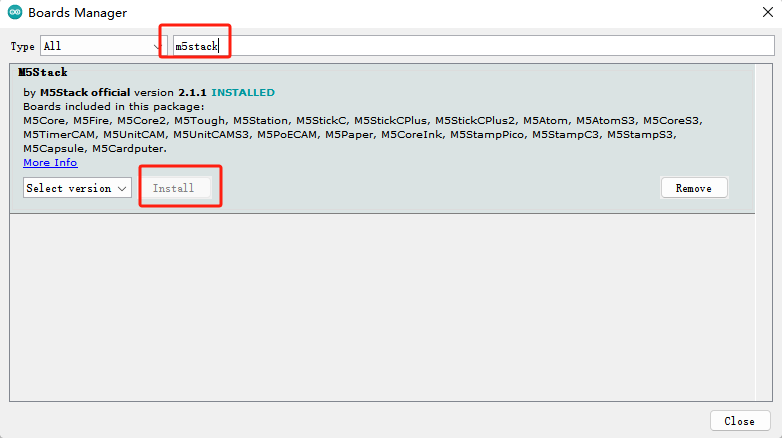 Boards Manager
Type All m5stack
M5Stack
by M5Stack official version 2.1.1 INSTALLED
Boards included in this package:
M5Core, M5Fire, M5Core2, M5Tough, M5Station, M5StickC, M5StickCPlus, M5StickCPlus2, M5Atom, M5AtomS3, M5CoreS3,
M5TimerCAM, M5UnitCAM, M5UnitCAMS3, M5PoECAM, M5Paper, M5CoreInk, M5StampPico, M5StampC3, M5StampS3,
M5Capsule, M5Cardputer.
More Info
Select version Install Remove
Close